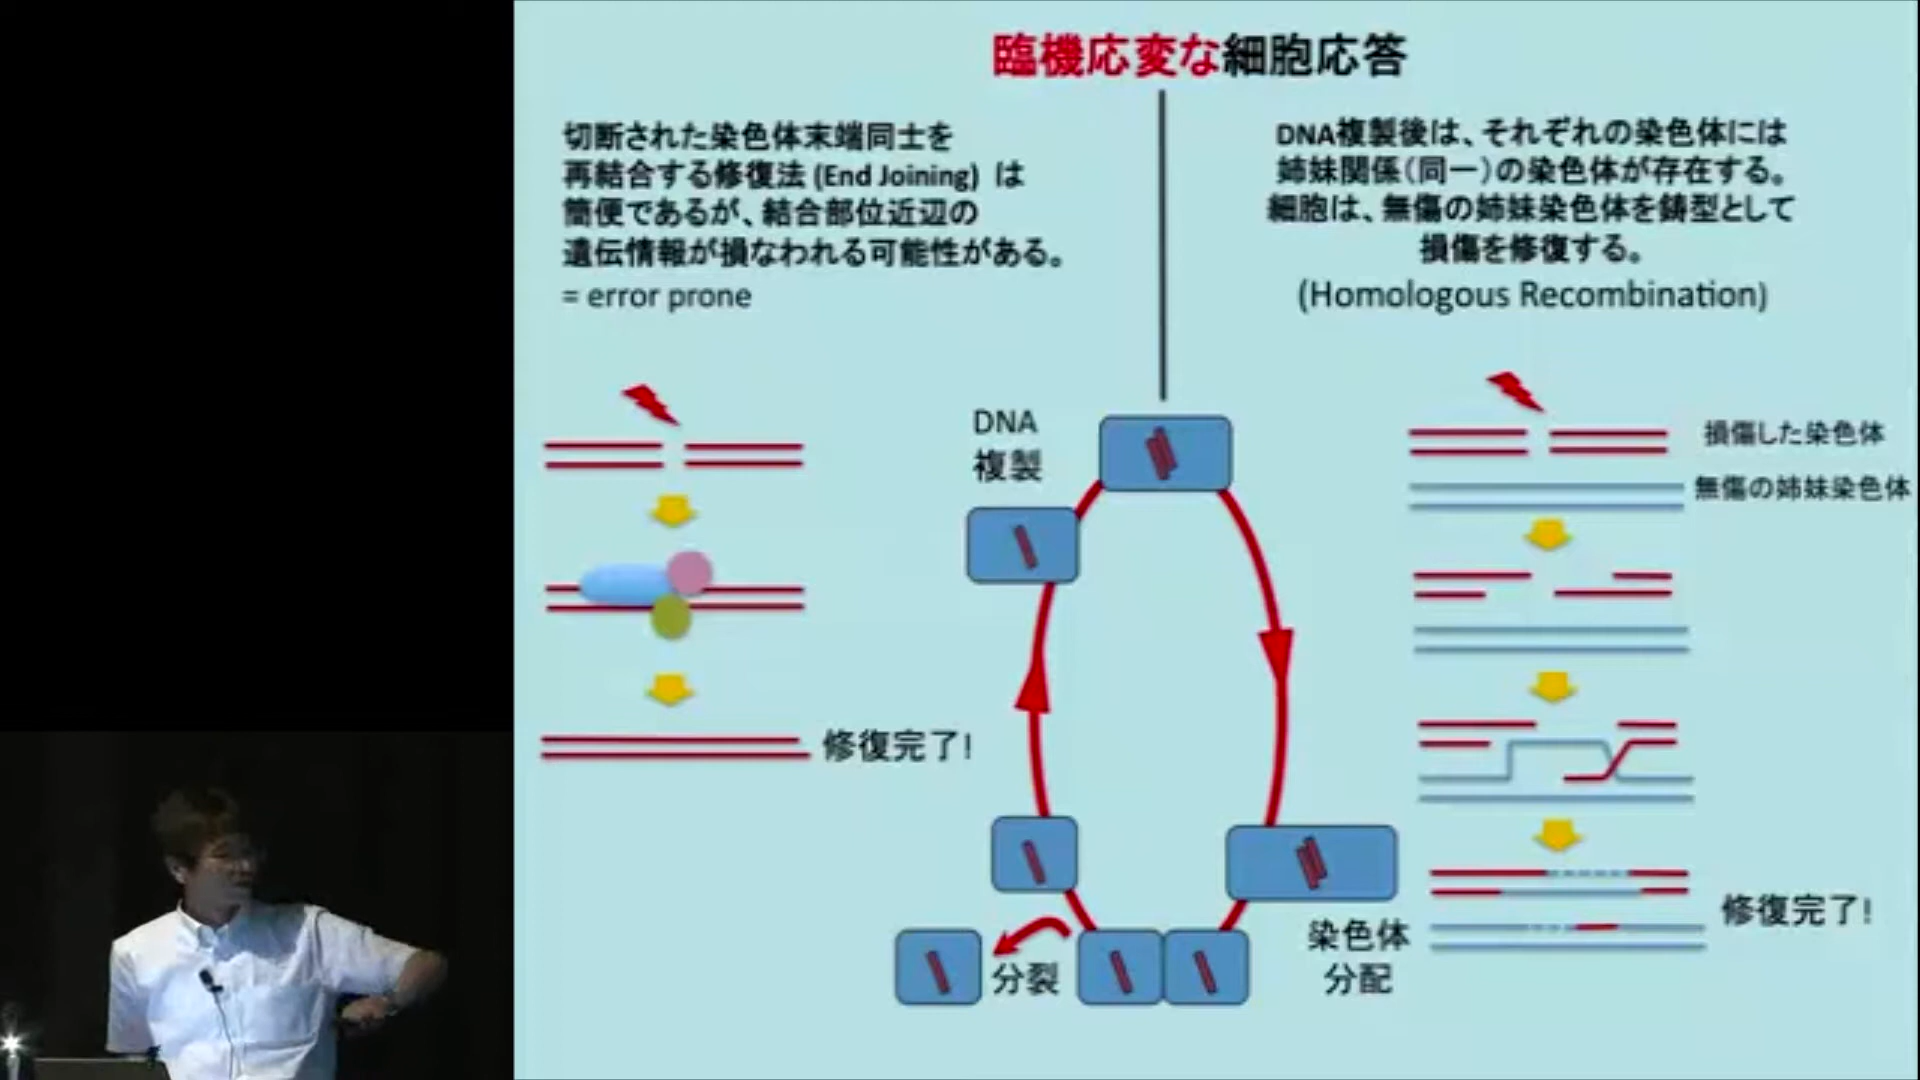 臨機応変な細胞応答
切断された染色体末端同士を
再結合する修復法 (End Joining) は
簡便であるが、結合部位近辺の
遺伝情報が損なわれる可能性がある。
= error prone
DNA複製後は、それぞれの染色体には
姉妹関係(同一)の染色体が存在する。
細胞は、無傷の姉妹染色体を鋳型として
損傷を修復する。
(Homologous Recombination)
DNA
複製
損傷した染色体
無傷の姉妹染色体
修復完了!
修復完了!
染色体
分配
分裂